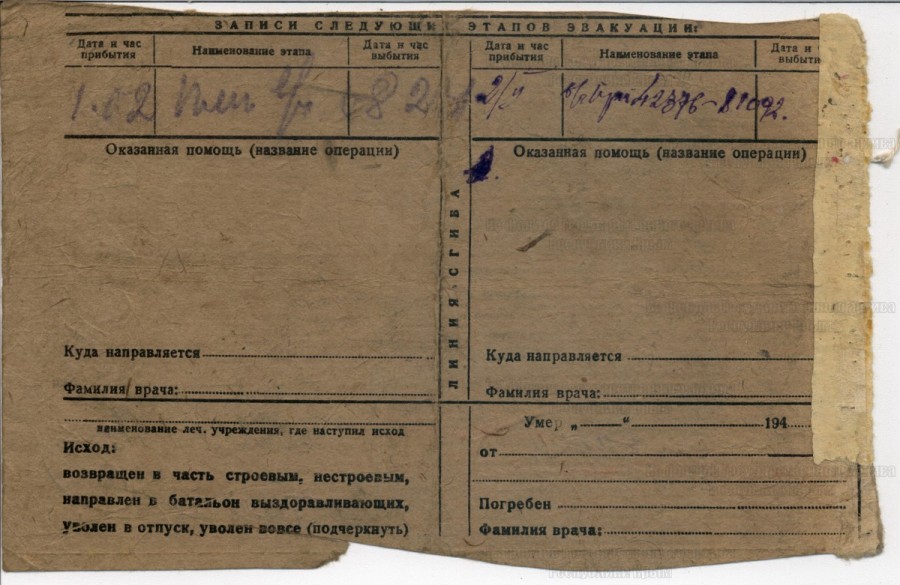 ЗАПИСИ СЛЕДУЮЩИХ ЭТАПОВ ЭВАКУАЦИИ:
Дата и час прибытия
Наименование этапа
Дата и час выбытия
1.02
Оказанная помощь (название операции)
Куда направляется
Фамилия врача:
наименование леч. учреждения, где наступил исход
Исход:
возвращен в часть строевым, нестроевым,
направлен в батальон выздоравливающих,
уволен в отпуск, уволен вовсе (подчеркнуть)
ЛИНИЯ СГИБА
Дата и час прибытия
Наименование этапа
Дата и выбыти
Оказанная помощь (название операции)
Куда направляется
Фамилия врача:
Умер „ “ 194
от
Погребен
Фамилия врача: